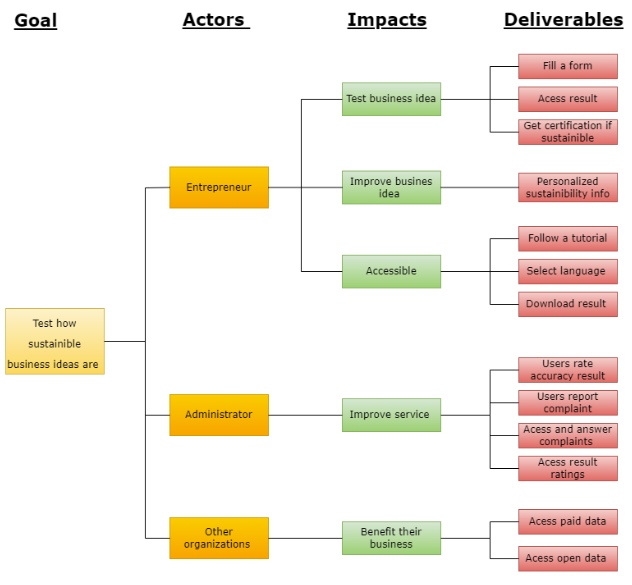 Goal
Actors
Impacts
Deliverables
Test how
sustainible
business ideas are
Entrepreneur
Test business idea
Fill a form
Acess result
Get certification if
sustainible
Improve busines
idea
Personalized
sustainibility info
Accessible
Follow a tutorial
Select language
Download result
Administrator
Improve service
Users rate
accuracy result
Users report
complaint
Acess and answer
complaints
Acess result
ratings
Other
organizations
Benefit their
business
Acess paid data
Acess open data